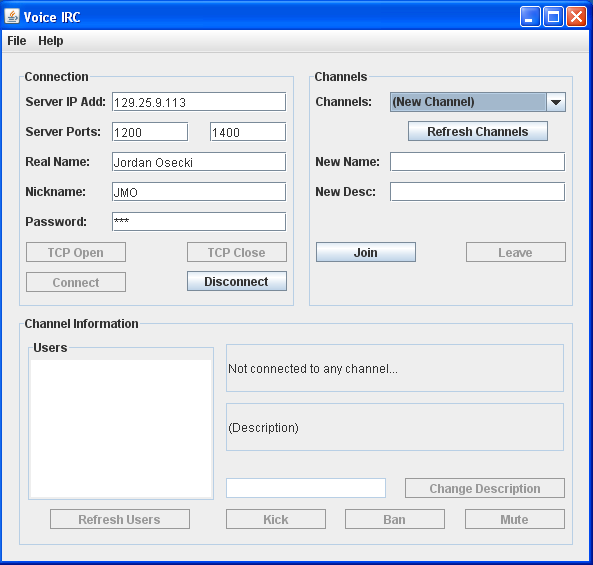 Voice IRC
File Help
Connection
Server IP Add: 129.25.9.113
Server Ports: 1200 1400
Real Name: Jordan Osecki
Nickname: JMO
Password: ***
TCP Open TCP Close
Connect Disconnect
Channels
Channels: (New Channel)
Refresh Channels
New Name:
New Desc:
Join Leave
Channel Information
Users
Not connected to any channel...
(Description)
Change Description
Refresh Users Kick Ban Mute